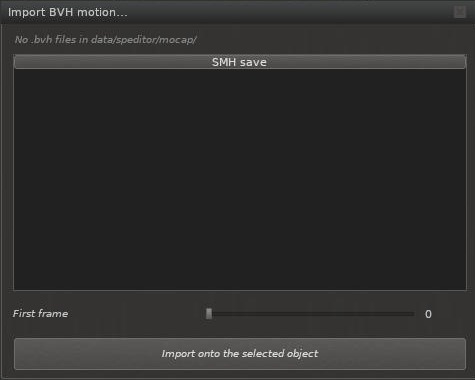 Import BVH motion...
No .bvh files in data/speditor/mocap/
SMH save
First frame
0
Import onto the selected object